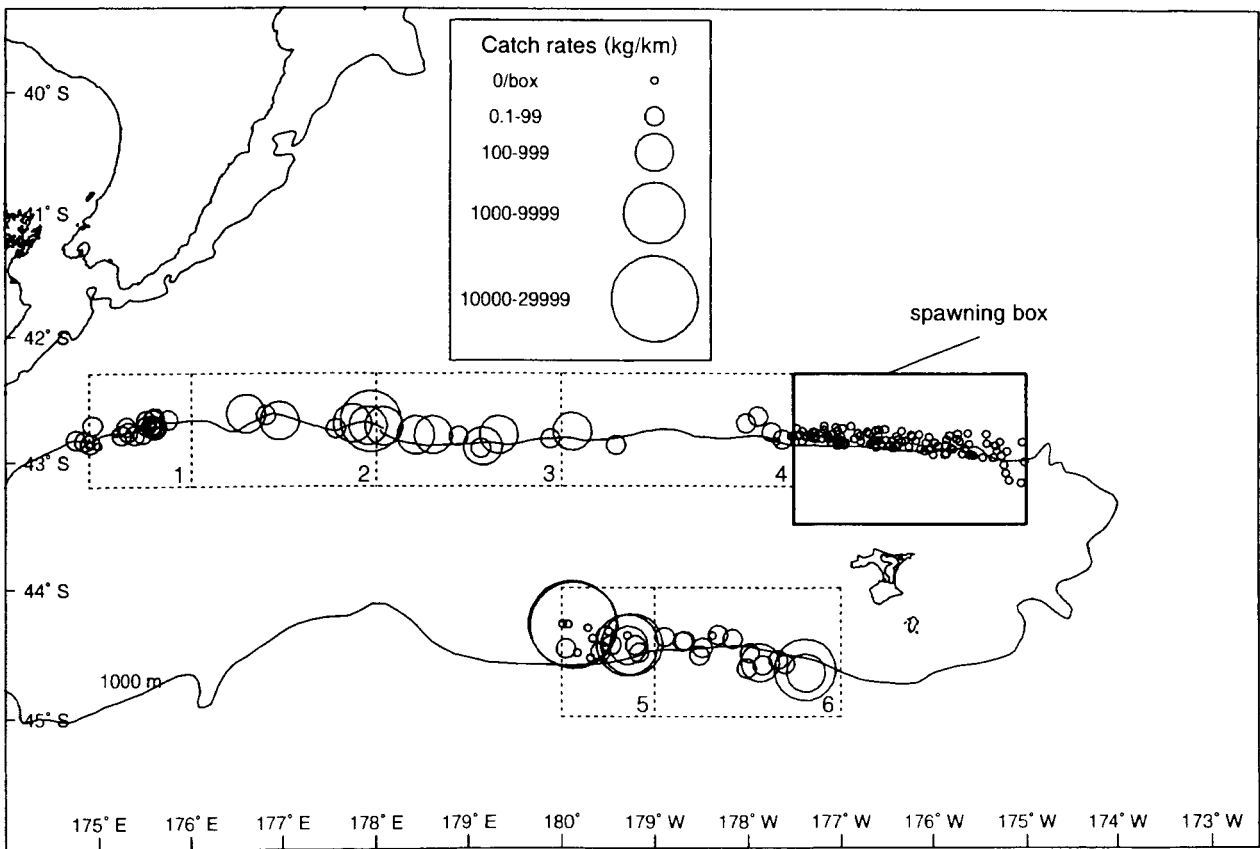 Catch rates (kg/km)
0/box
0.1-99
100-999
1000-9999
10000-29999
40° S
41° S
42° S
43° S
44° S
45° S
spawning box
1
2
3
4
5
6
1000 m
175° E
176° E
177° E
178° E
179° E
180°
179° W
178° W
177° W
176° W
175° W
174° W
173° W